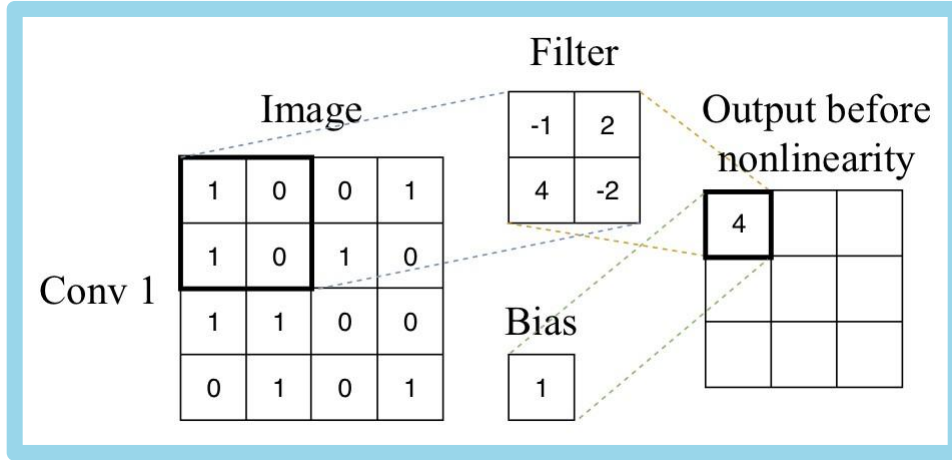 Filter
-1 2
4 -2
Image
1 0 0 1
1 0 1 0
1 1 0 0
0 1 0 1
Conv 1
Bias
1
Output before
nonlinearity
4